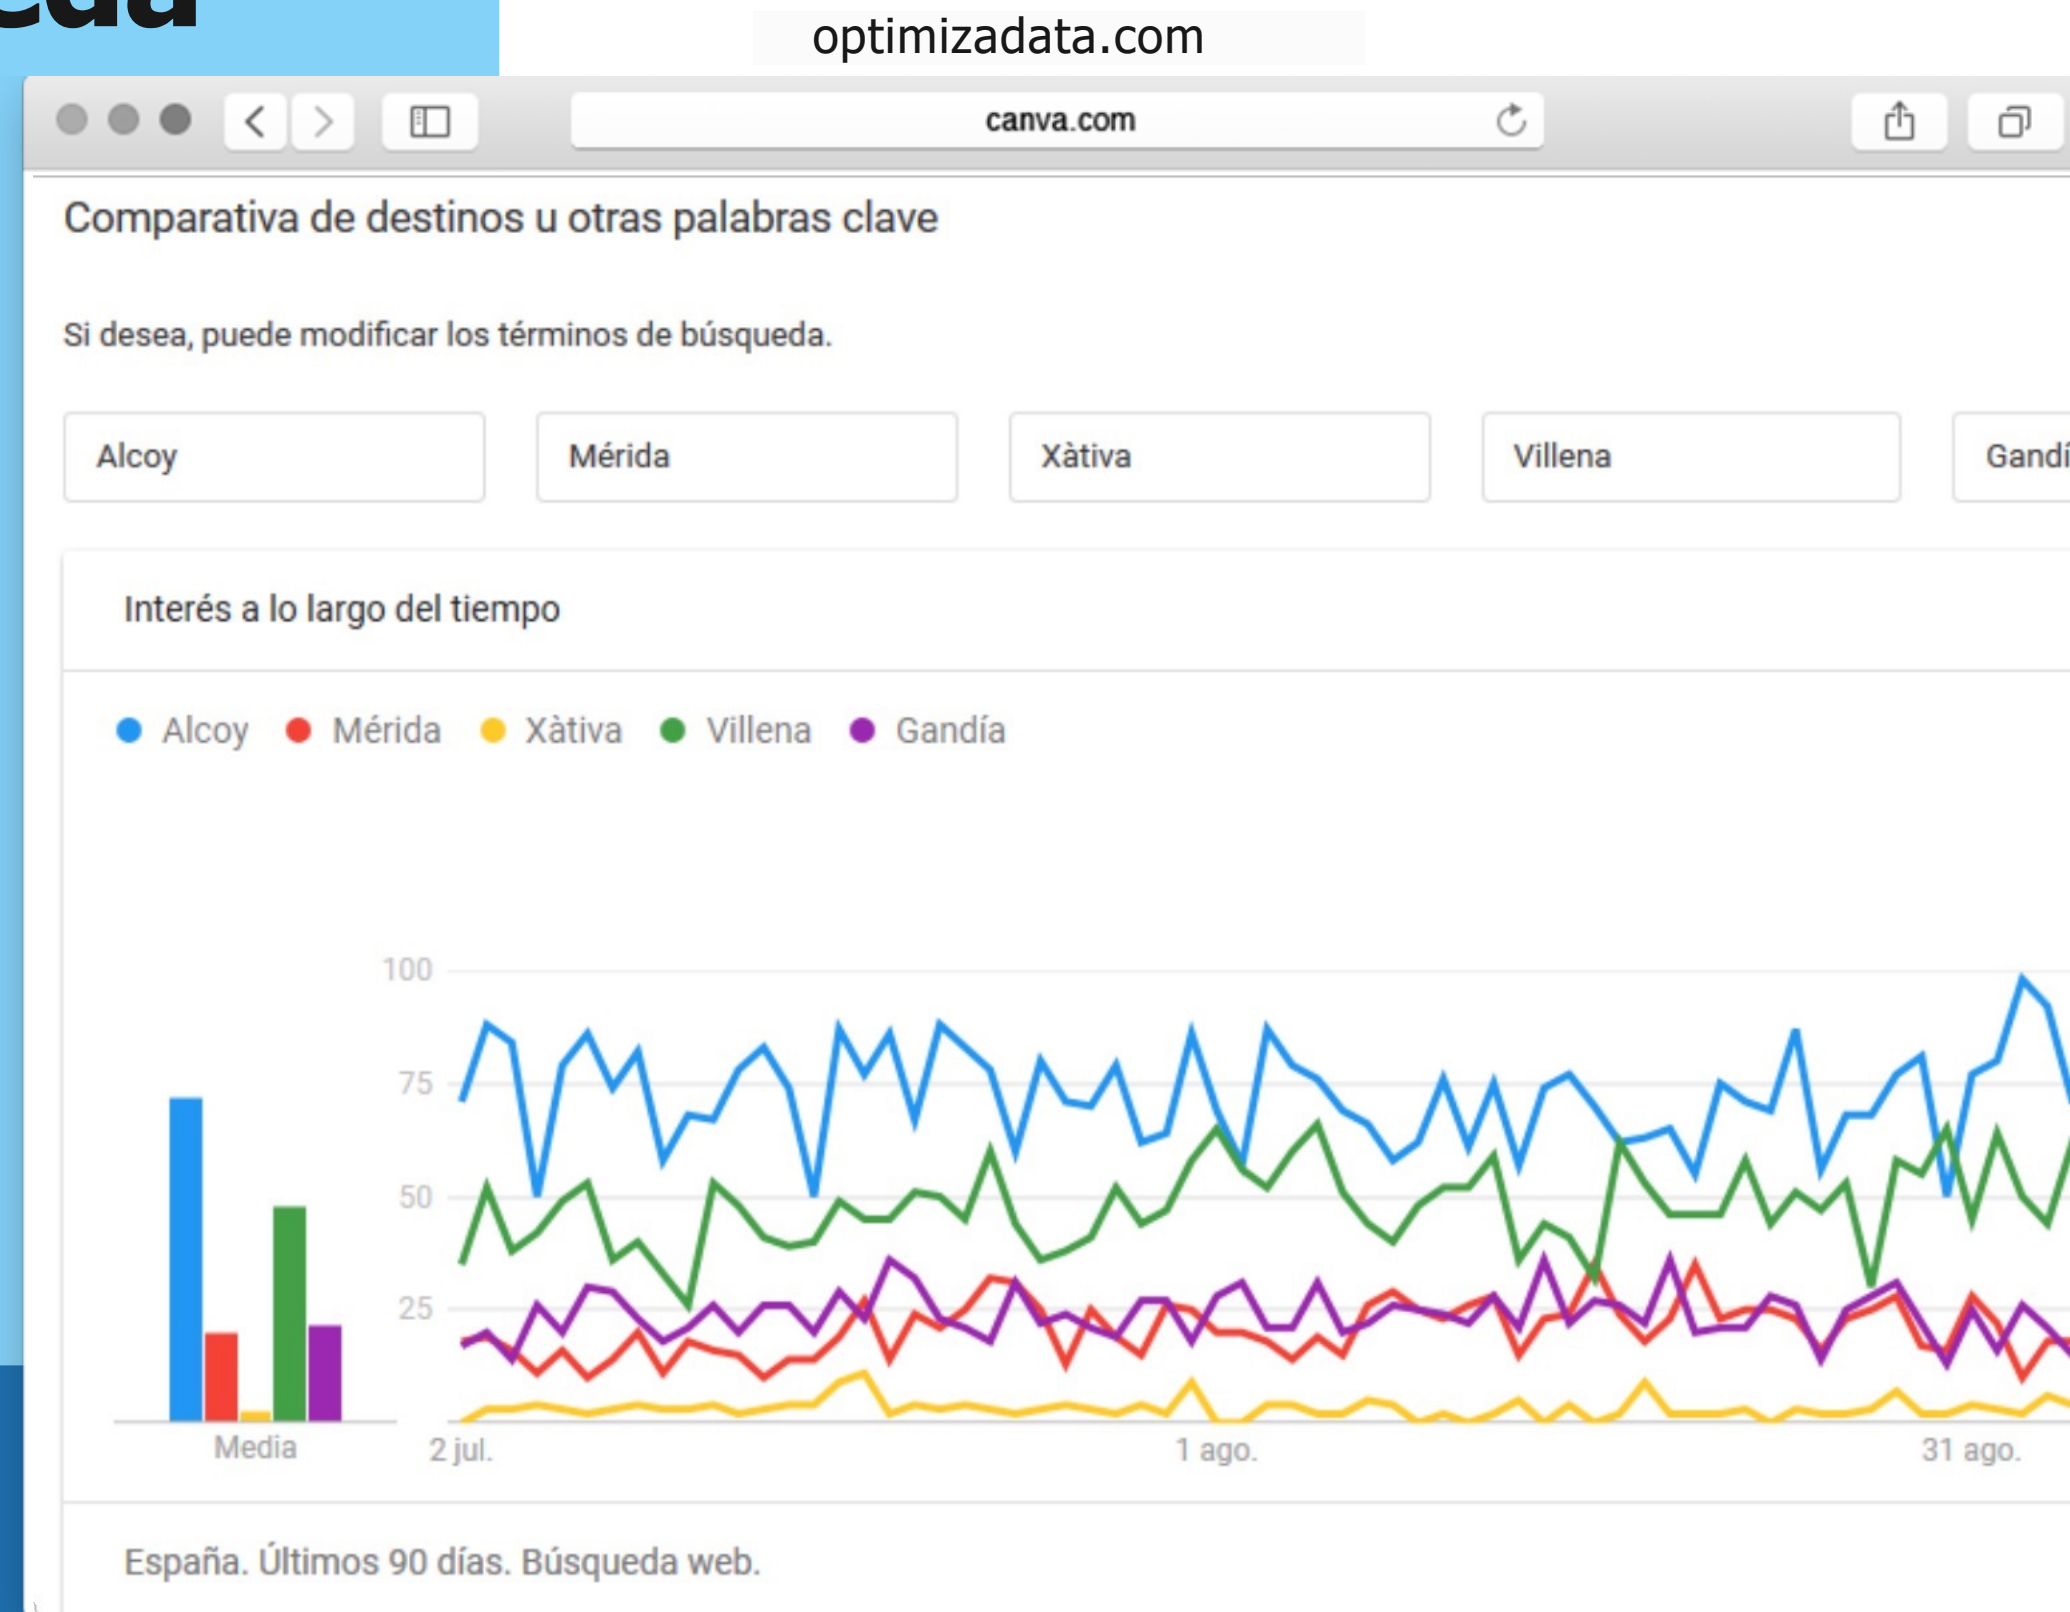 optimizadata.com
canva.com
Comparativa de destinos u otras palabras clave
Si desea, puede modificar los términos de búsqueda.
Alcoy
Mérida
Xàtiva
Villena
Gandí
Interés a lo largo del tiempo
Alcoy Mérida Xàtiva Villena Gandía
100
75
50
25
Media
2 jul.
1 ago.
31 ago.
España. Últimos 90 días. Búsqueda web.